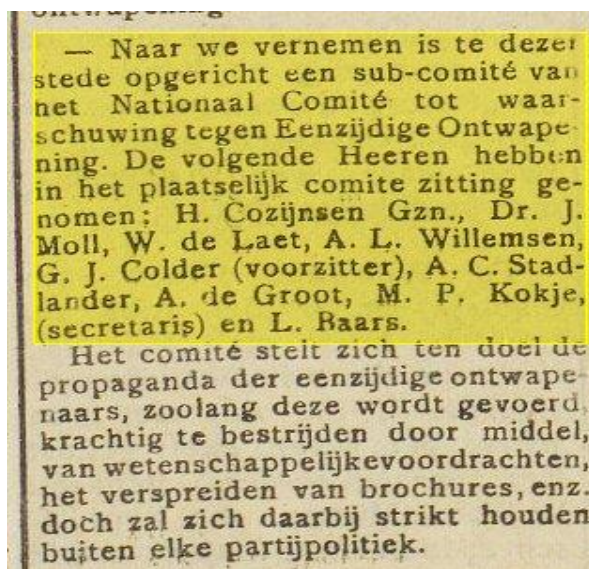 ontwapening
— Naar we vernemen is te dezer
stede opgericht een sub-comité van
het Nationaal Comité tot waar-
schuwing tegen Eenzijdige Ontwape-
ning. De volgende Heeren hebben
in het plaatselijk comite zitting ge-
nomen: H. Cozijnsen Gzn., Dr. J.
Moll, W. de Laet, A. L. Willemsen,
G. J. Colder (voorzitter), A. C. Stad-
lander, A. de Groot, M. P. Kokje,
(secretaris) en L. Baars.
Het comité stelt zich ten doel de
propaganda der eenzijdige ontwape-
naars, zoolang deze wordt gevoerd,
krachtig te bestrijden door middel,
van wetenschappelijkevoordrachten,
het verspreiden van brochures, enz.
doch zal zich daarbij strikt houden
buiten elke partijpolitiek.